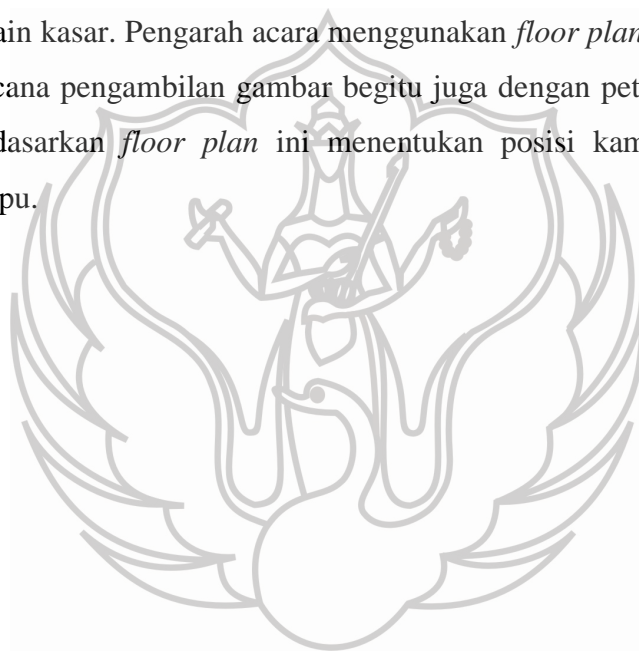 ain kasar. Pengarah acara menggunakan floor plan
cana pengambilan gambar begitu juga dengan pet
dasarkan floor plan ini menentukan posisi kam
pu.